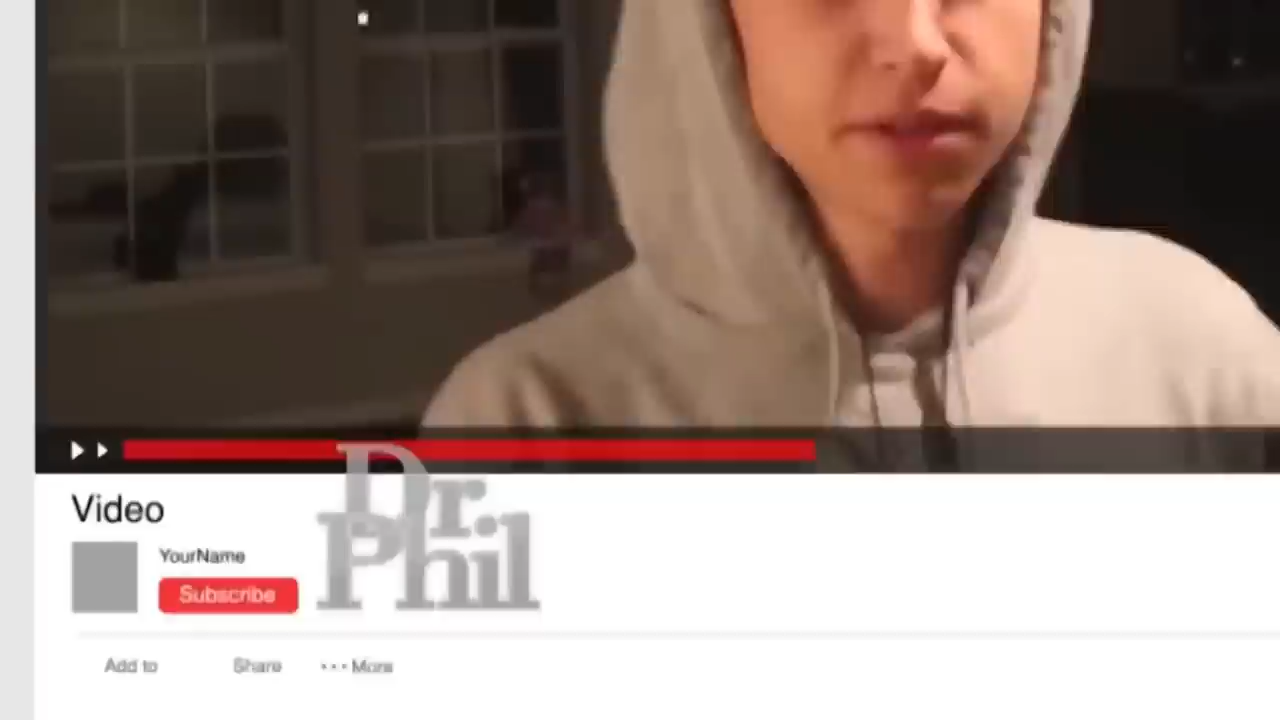 Video
YourName
Subscribe
Dr.
Phil
Add to
Share
••• More